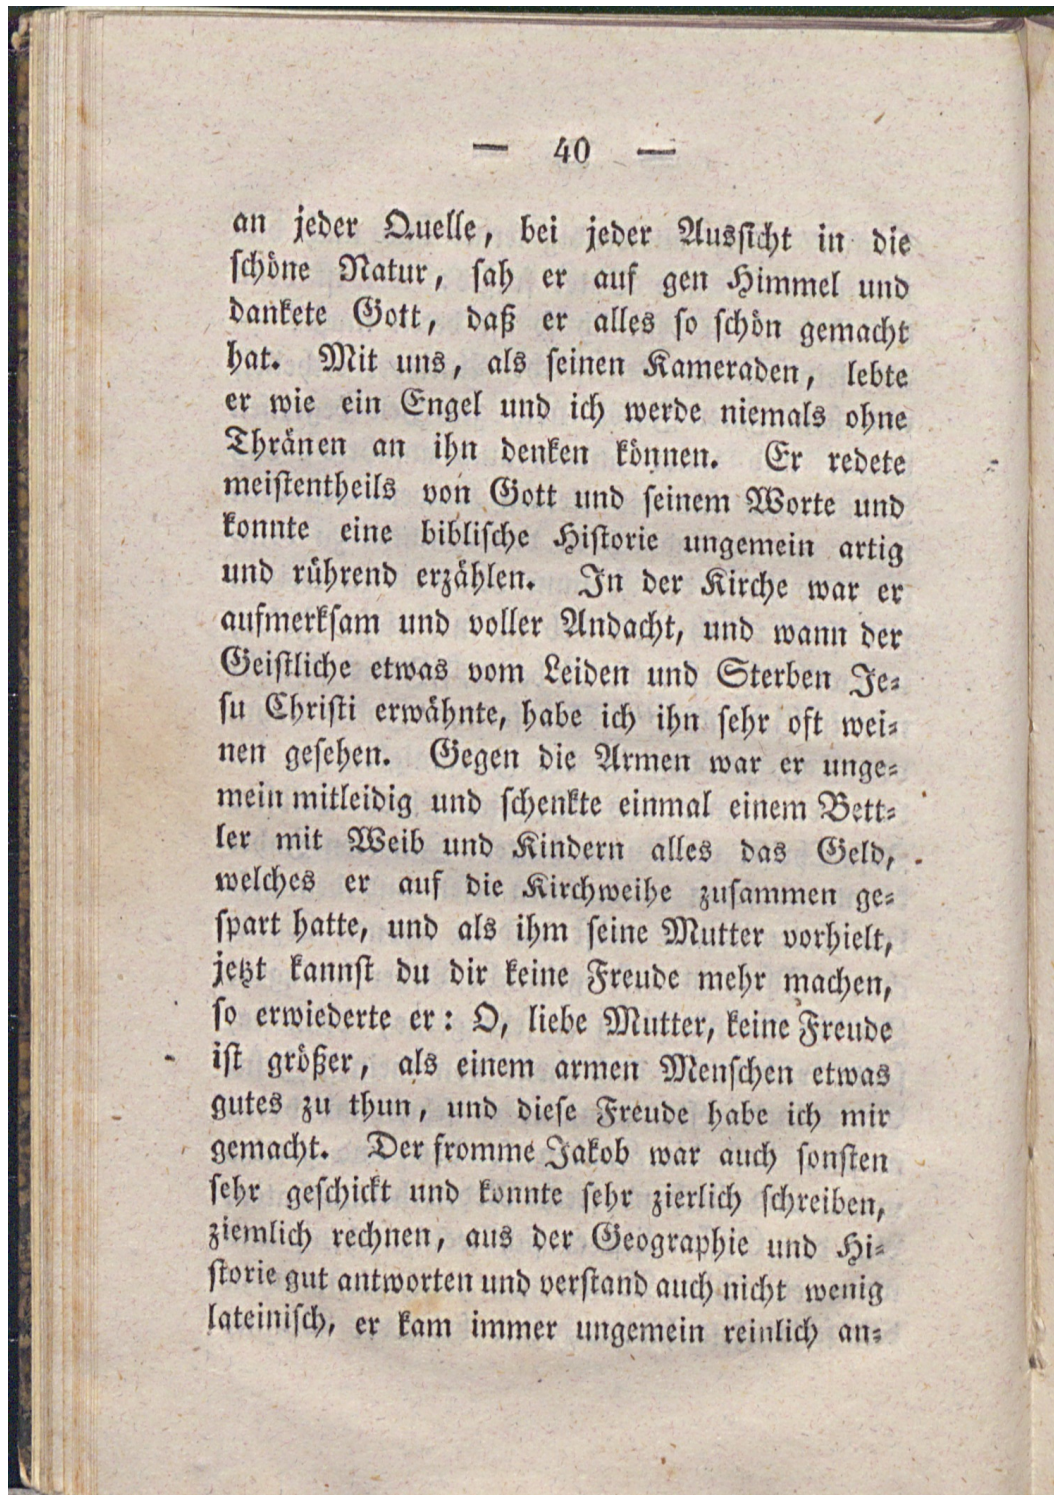 — 40 —
an jeder Quelle, bei jeder Aussicht in die
schöne Natur, sah er auf gen Himmel und
dankete Gott, daß er alles so schön gemacht
hat. Mit uns, als seinen Kameraden, lebte
er wie ein Engel und ich werde niemals ohne
Thränen an ihn denken können. Er redete
meistentheils von Gott und seinem Worte und
konnte eine biblische Historie ungemein artig
und rührend erzählen. In der Kirche war er
aufmerksam und voller Andacht, und wann der
Geistliche etwas vom Leiden und Sterben Je-
su Christi erwähnte, habe ich ihn sehr oft wei-
nen gesehen. Gegen die Armen war er unge-
mein mitleidig und schenkte einmal einem Bett-
ler mit Weib und Kindern alles das Geld,
welches er auf die Kirchweihe zusammen ge-
spart hatte, und als ihm seine Mutter vorhielt,
jetzt kannst du dir keine Freude mehr machen,
so erwiederte er: O, liebe Mutter, keine Freude
ist größer, als einem armen Menschen etwas
gutes zu thun, und diese Freude habe ich mir
gemacht. Der fromme Jakob war auch sonsten
sehr geschickt und konnte sehr zierlich schreiben,
ziemlich rechnen, aus der Geographie und Hi-
storie gut antworten und verstand auch nicht wenig
lateinisch, er kam immer ungemein reinlich an-